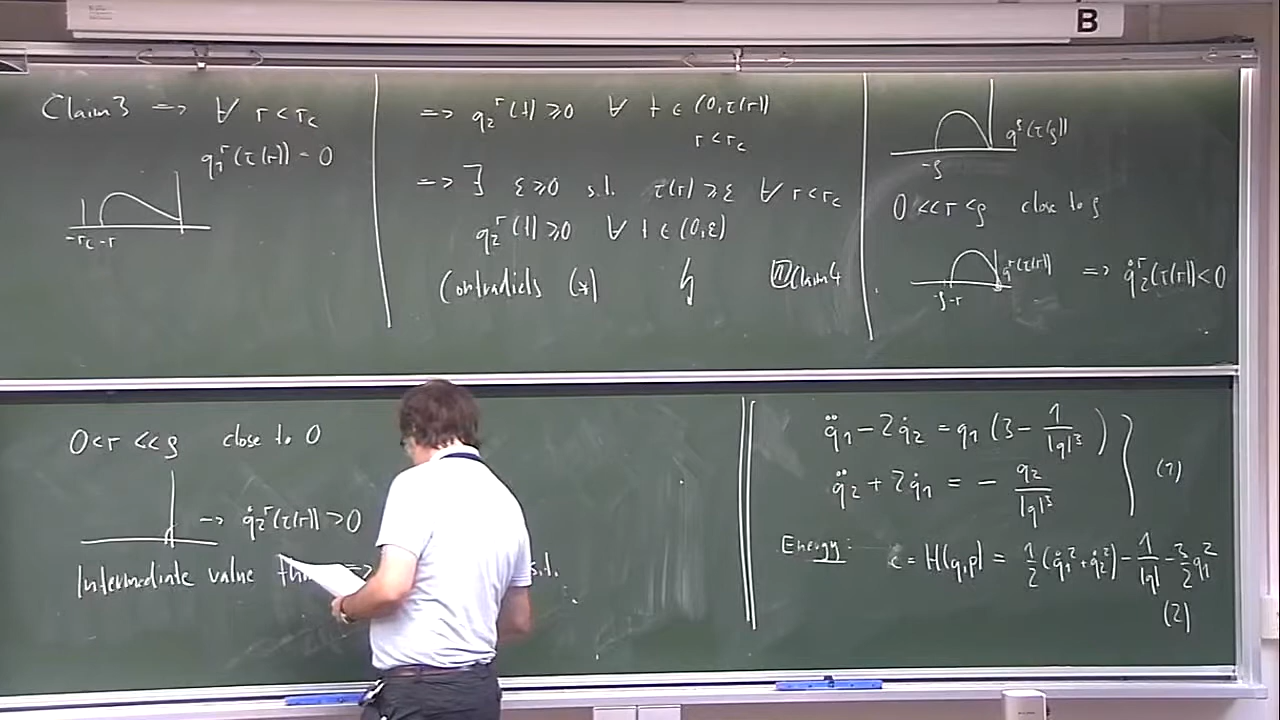 B
Claim 3 => ∀ r < r_c
q_1^r(τ(r)) = 0
-r_c -r
=> q_2^r(t) ≥ 0 ∀ t ∈ (0, τ(r))
r < r_c
=> ∃ ε ≥ 0 s.t. τ(r) ≥ ε ∀ r < r_c
q_2^r(t) ≥ 0 ∀ t ∈ (0, ε)
Contradicts (*) ↯ Claim 4
q^ρ(τ(ρ))
-ρ
0 << r < ρ close to ρ
q^r(τ(r)) => q̇_2^r(τ(r)) < 0
-ρ -r
0 < r << ρ close to 0
-> q̇_2^r(τ(r)) > 0
Intermediate value thm => s.t.
q̈_1 - 2q̇_2 = q_1 (3 - 1/|q|^3)
q̈_2 + 2q̇_1 = - q_2/|q|^3 (1)
Energy: c = H(q,p) = 1/2 (q̇_1^2 + q̇_2^2) - 1/|q| - 3/2 q_1^2
(2)